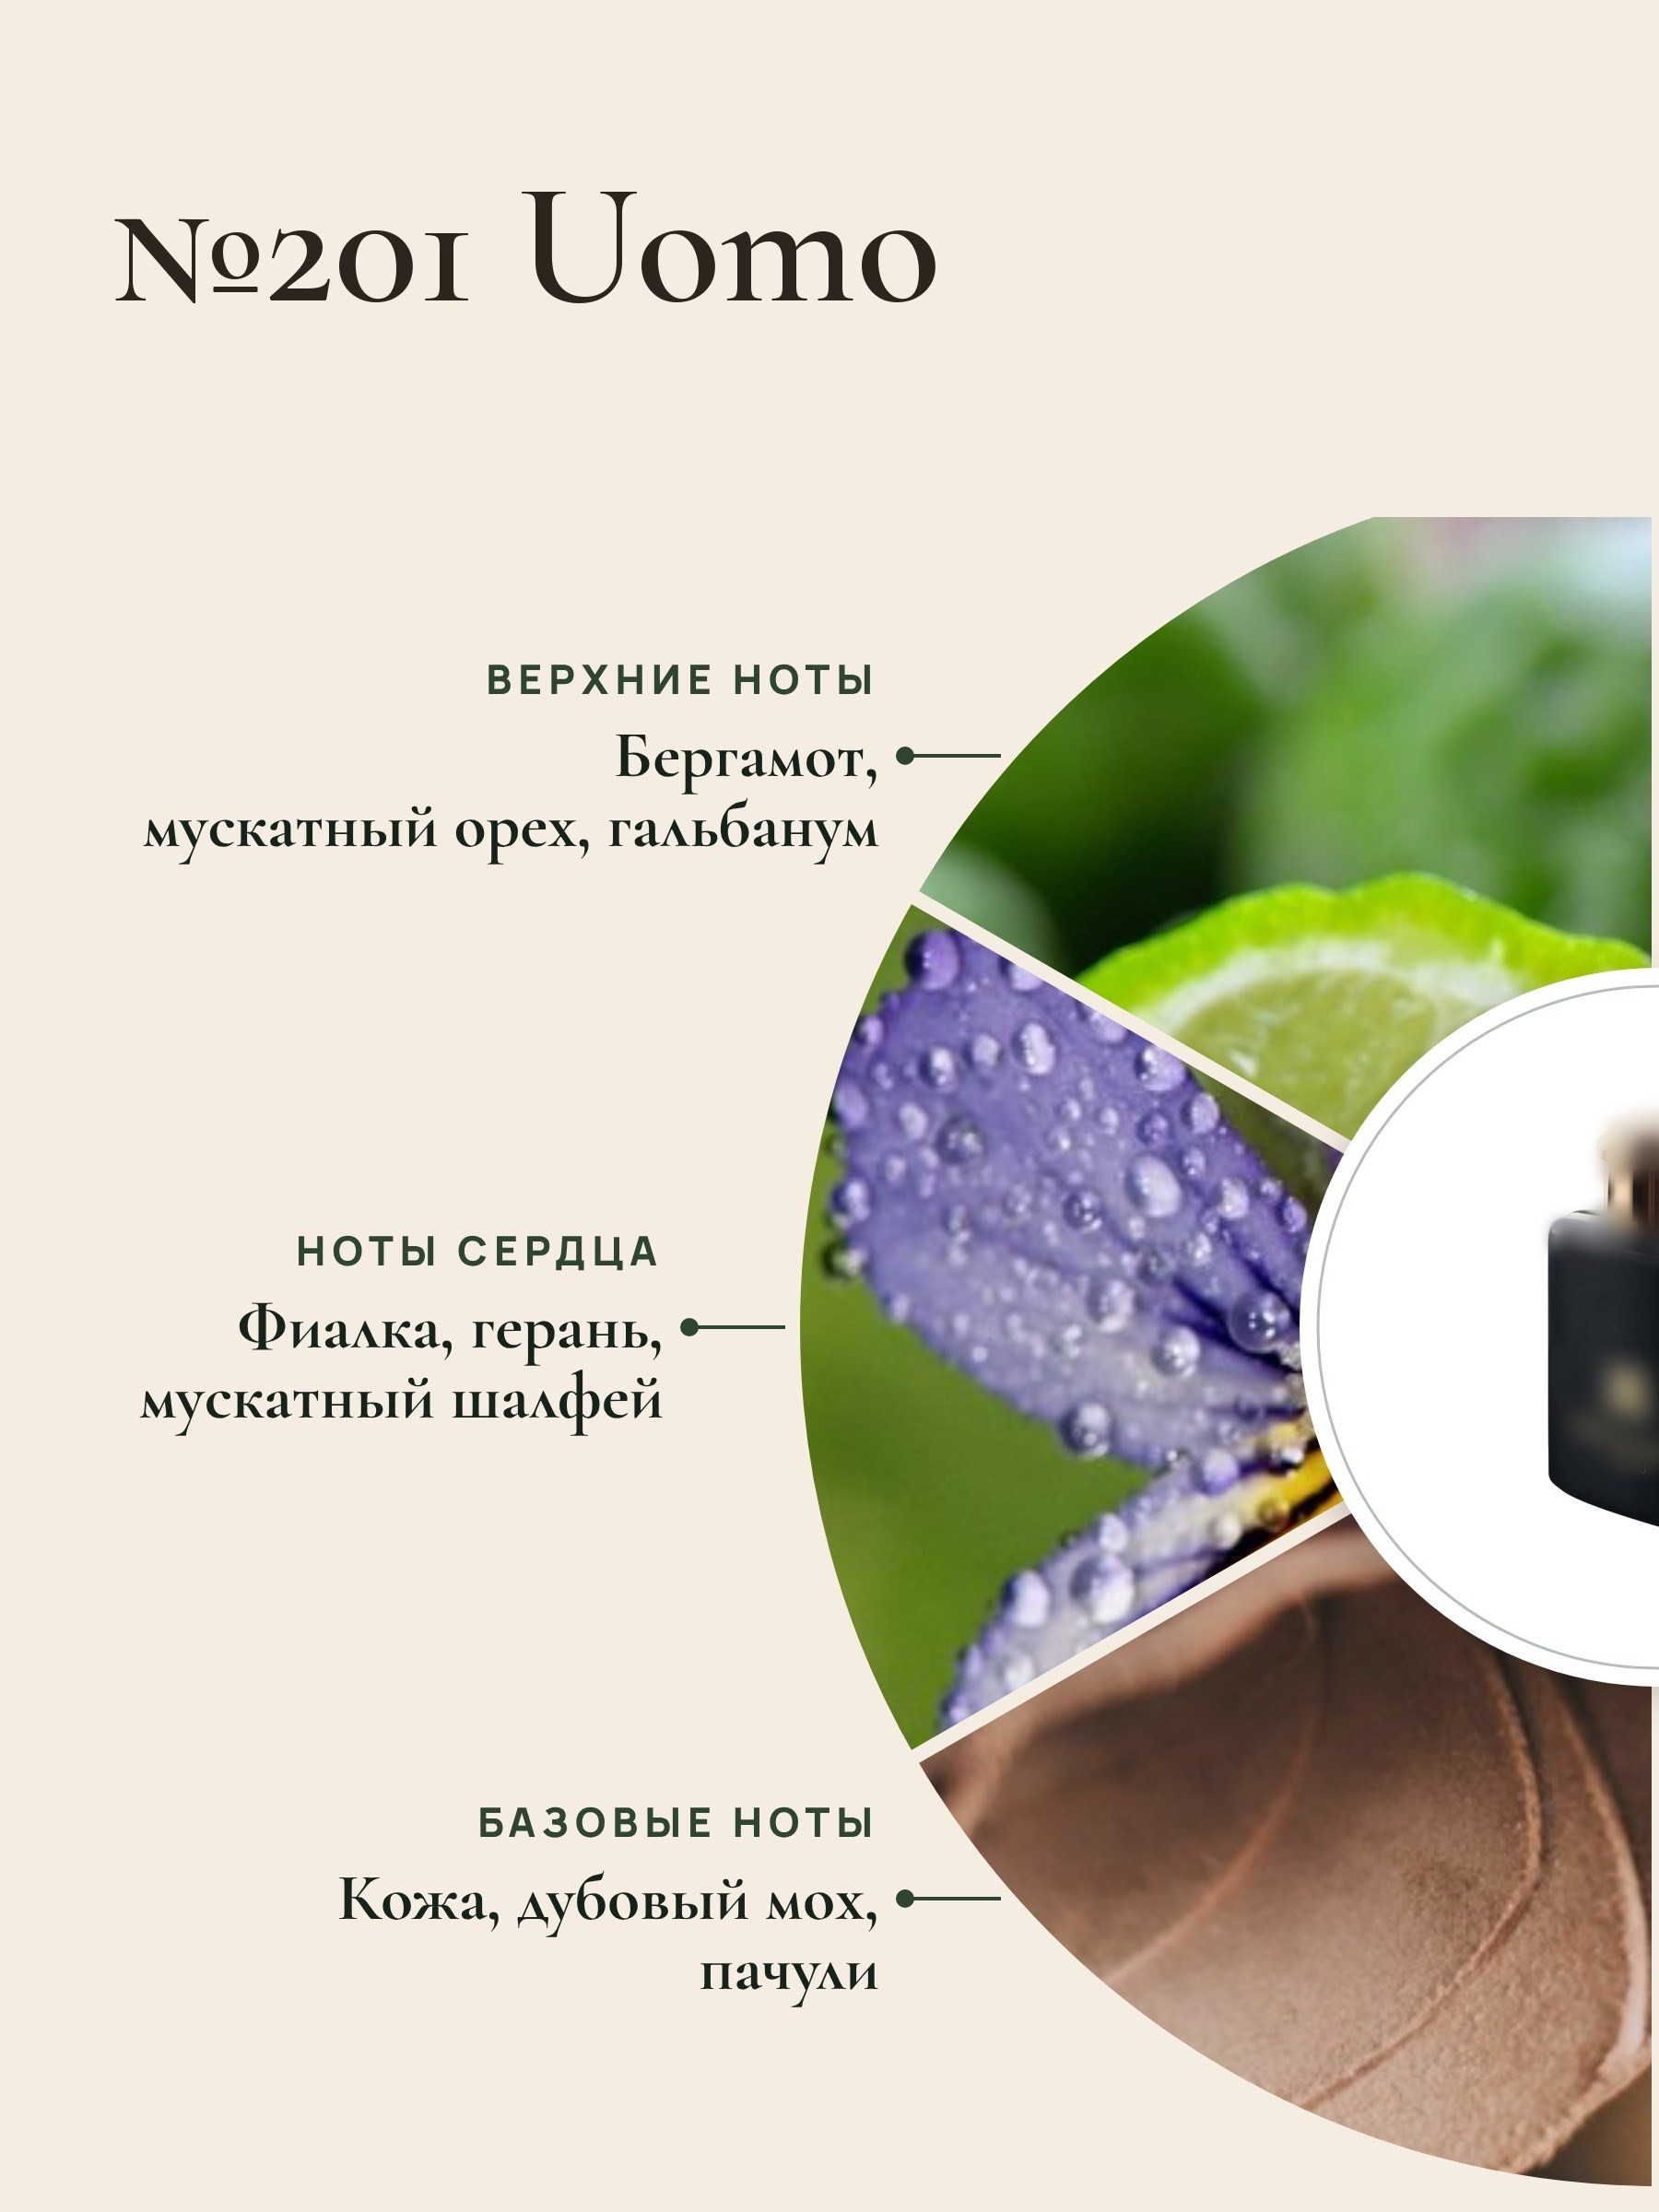 №201 Uomo
ВЕРХНИЕ НОТЫ
Бергамот,
мускатный орех, гальбанум
НОТЫ СЕРДЦА
Фиалка, герань,
мускатный шалфей
БАЗОВЫЕ НОТЫ
Кожа, дубовый мох,
пачули